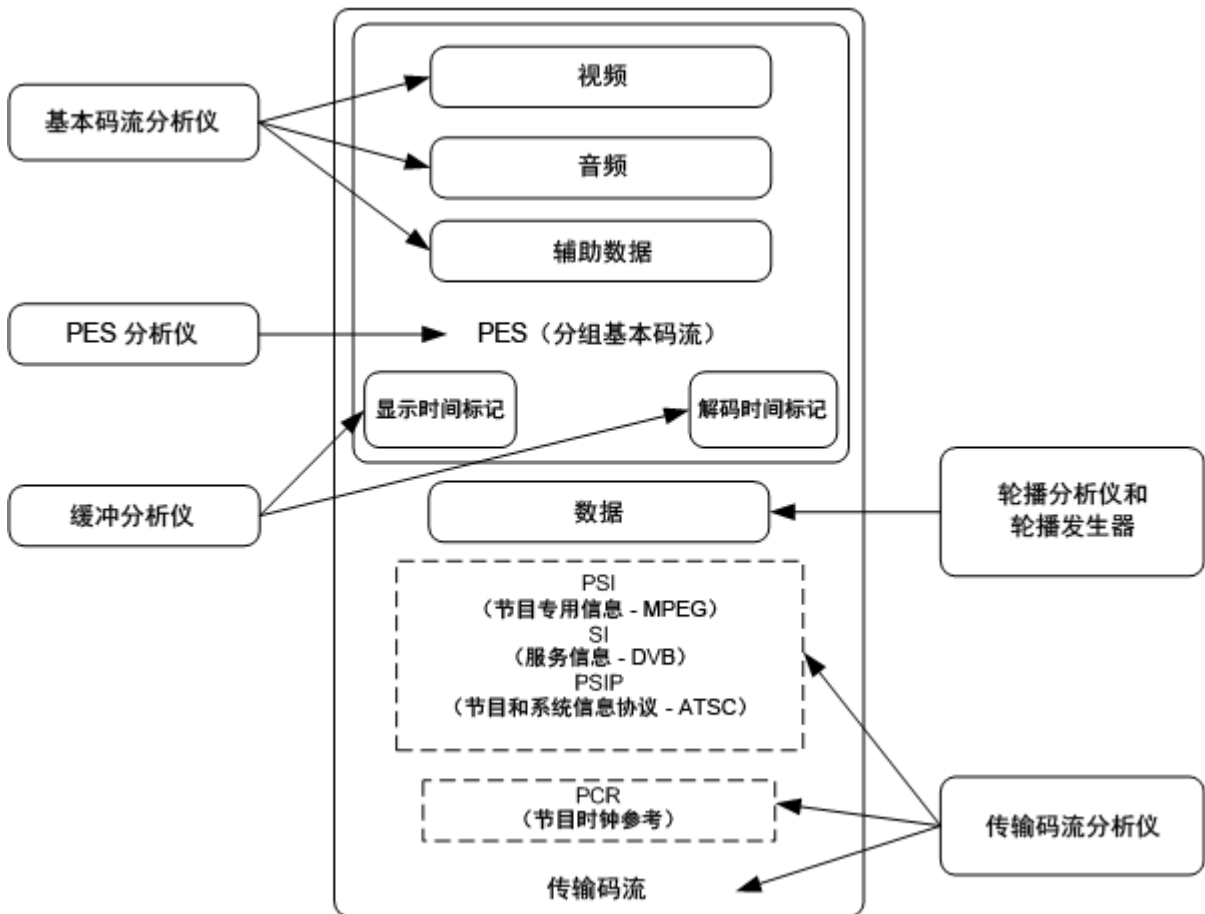 视频
基本码流分析仪
音频
辅助数据
PES 分析仪
PES（分组基本码流）
显示时间标记
解码时间标记
缓冲分析仪
数据
轮播分析仪和
轮播发生器
PSI
（节目专用信息 - MPEG）
SI
（服务信息 - DVB）
PSIP
（节目和系统信息协议 - ATSC）
PCR
（节目时钟参考）
传输码流分析仪
传输码流